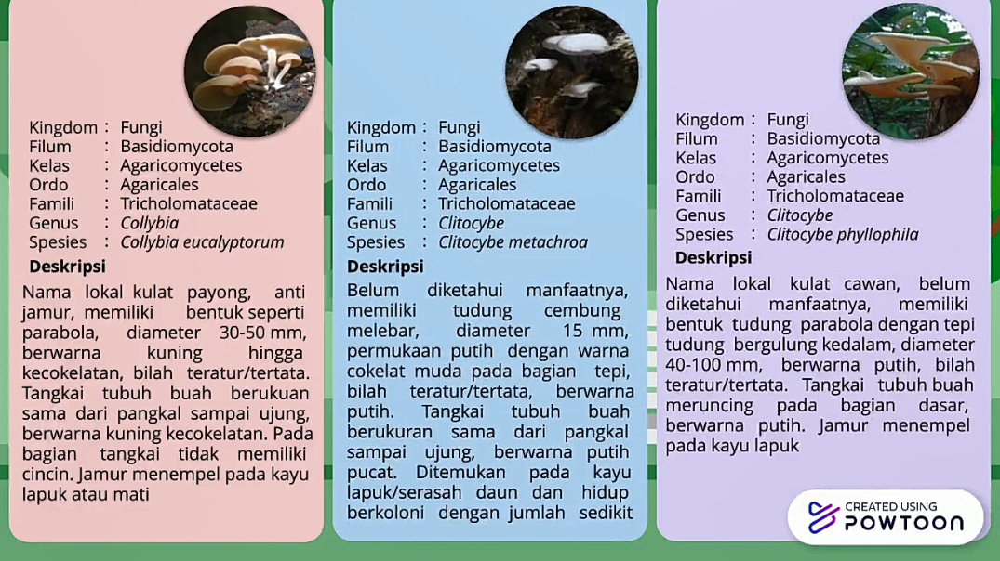 Kingdom : Fungi
Filum : Basidiomycota
Kelas : Agaricomycetes
Ordo : Agaricales
Famili : Tricholomataceae
Genus : Collybia
Spesies : Collybia eucalyptorum
Deskripsi
Nama lokal kulat payong, anti
jamur, memiliki bentuk seperti
parabola, diameter 30-50 mm,
berwarna kuning hingga
kecokelatan, bilah teratur/tertata.
Tangkai tubuh buah berukuan
sama dari pangkal sampai ujung,
berwarna kuning kecokelatan. Pada
bagian tangkai tidak memiliki
cincin. Jamur menempel pada kayu
lapuk atau mati
Kingdom : Fungi
Filum : Basidiomycota
Kelas : Agaricomycetes
Ordo : Agaricales
Famili : Tricholomataceae
Genus : Clitocybe
Spesies : Clitocybe metachroa
Deskripsi
Belum diketahui manfaatnya,
memiliki tudung cembung
melebar, diameter 15 mm,
permukaan putih dengan warna
cokelat muda pada bagian tepi,
bilah teratur/tertata, berwarna
putih. Tangkai tubuh buah
berukuran sama dari pangkal
sampai ujung, berwarna putih
pucat. Ditemukan pada kayu
lapuk/serasah daun dan hidup
berkoloni dengan jumlah sedikit
Kingdom : Fungi
Filum : Basidiomycota
Kelas : Agaricomycetes
Ordo : Agaricales
Famili : Tricholomataceae
Genus : Clitocybe
Spesies : Clitocybe phyllophila
Deskripsi
Nama lokal kulat cawan, belum
diketahui manfaatnya, memiliki
bentuk tudung parabola dengan tepi
tudung bergulung kedalam, diameter
40-100 mm, berwarna putih, bilah
teratur/tertata. Tangkai tubuh buah
meruncing pada bagian dasar,
berwarna putih. Jamur menempel
pada kayu lapuk
CREATED USING
POWTOON